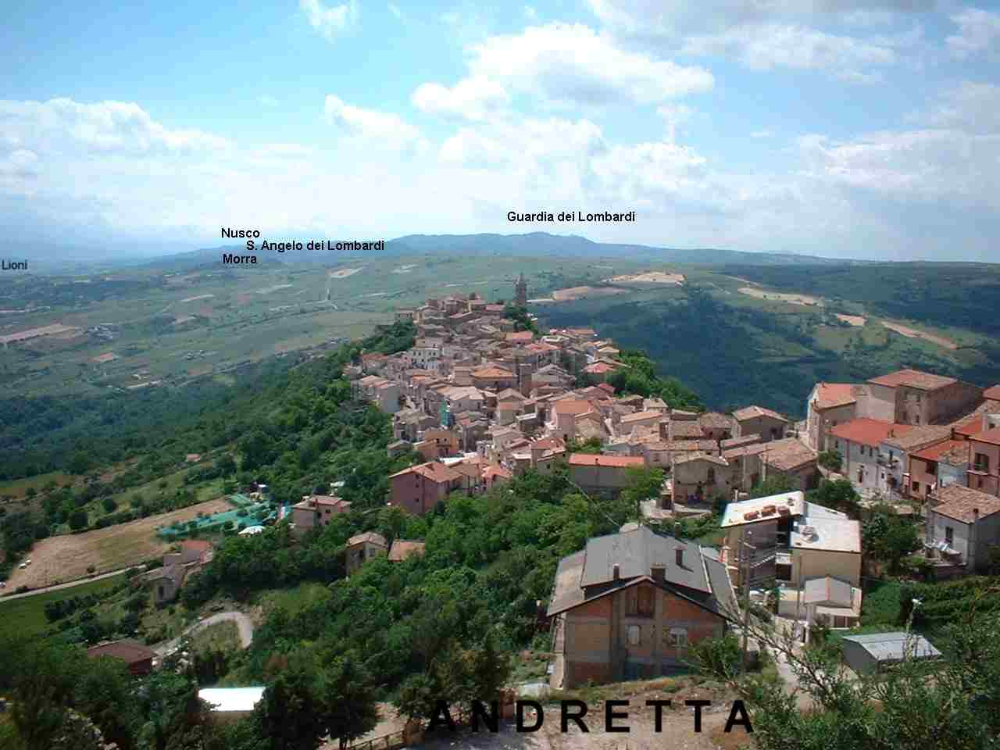 Guardia dei Lombardi
Nusco
S. Angelo dei Lombardi
Morra
Lioni
ANDRETTA